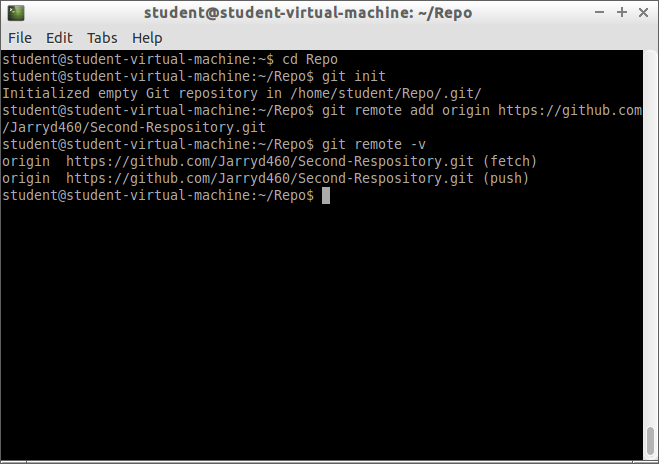 student@student-virtual-machine: ~/Repo
File Edit Tabs Help
student@student-virtual-machine:~$ cd Repo
student@student-virtual-machine:~/Repo$ git init
Initialized empty Git repository in /home/student/Repo/.git/
student@student-virtual-machine:~/Repo$ git remote add origin https://github.com
/Jarryd460/Second-Respository.git
student@student-virtual-machine:~/Repo$ git remote -v
origin  https://github.com/Jarryd460/Second-Respository.git (fetch)
origin  https://github.com/Jarryd460/Second-Respository.git (push)
student@student-virtual-machine:~/Repo$